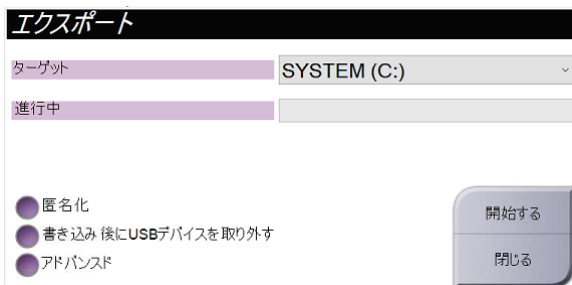 エクスポート
ターゲット
SYSTEM (C:)
進行中
匿名化
書き込み後にUSBデバイスを取り外す
アドバンスド
開始する
閉じる